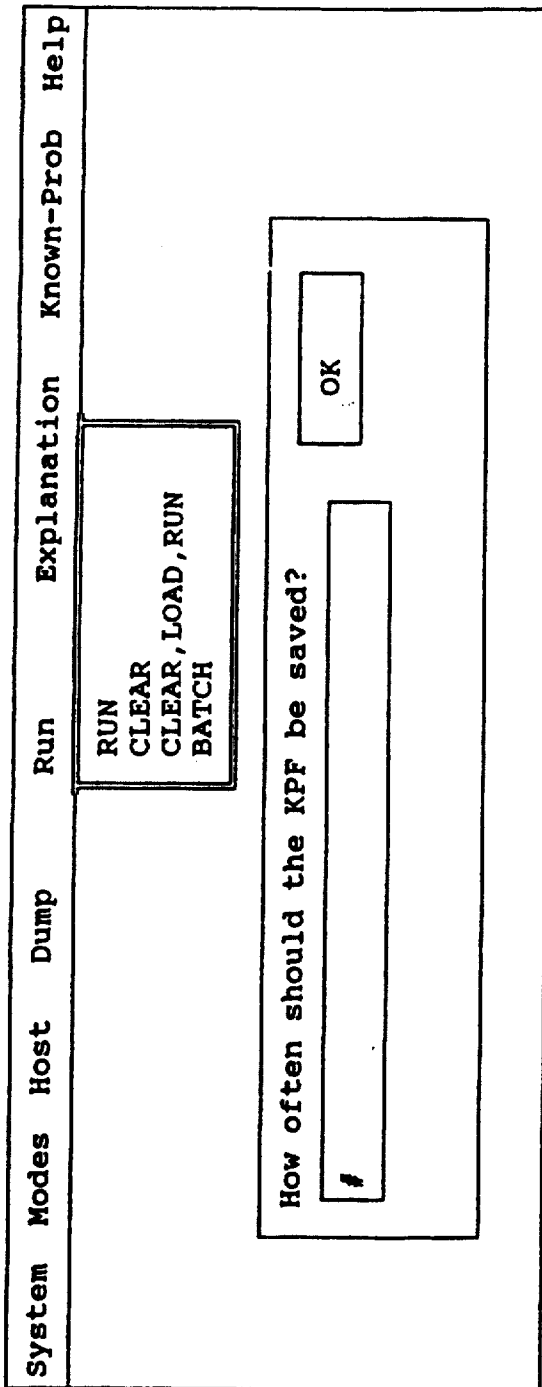 System Modes Host Dump Run Explanation Known-Prob Help
RUN
CLEAR
CLEAR,LOAD,RUN
BATCH
How often should the KPF be saved?
#
OK